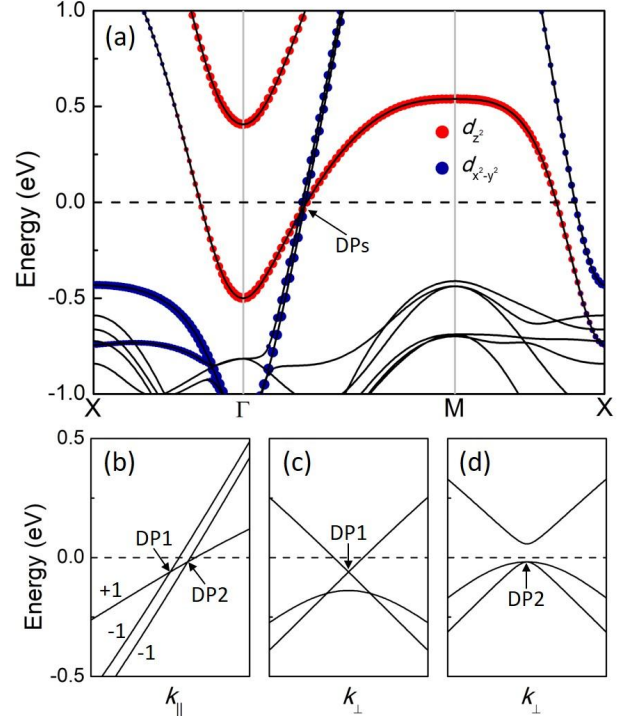 (a)
1.0
0.5
0.0
-0.5
-1.0
Energy (eV)
d_{z^2}
d_{x^2-y^2}
DPs
X Γ M X
(b) (c) (d)
0.5
0.0
-0.5
Energy (eV)
DP1
DP2
+1
-1
-1
DP1
DP2
k_{||} k_⊥ k_⊥